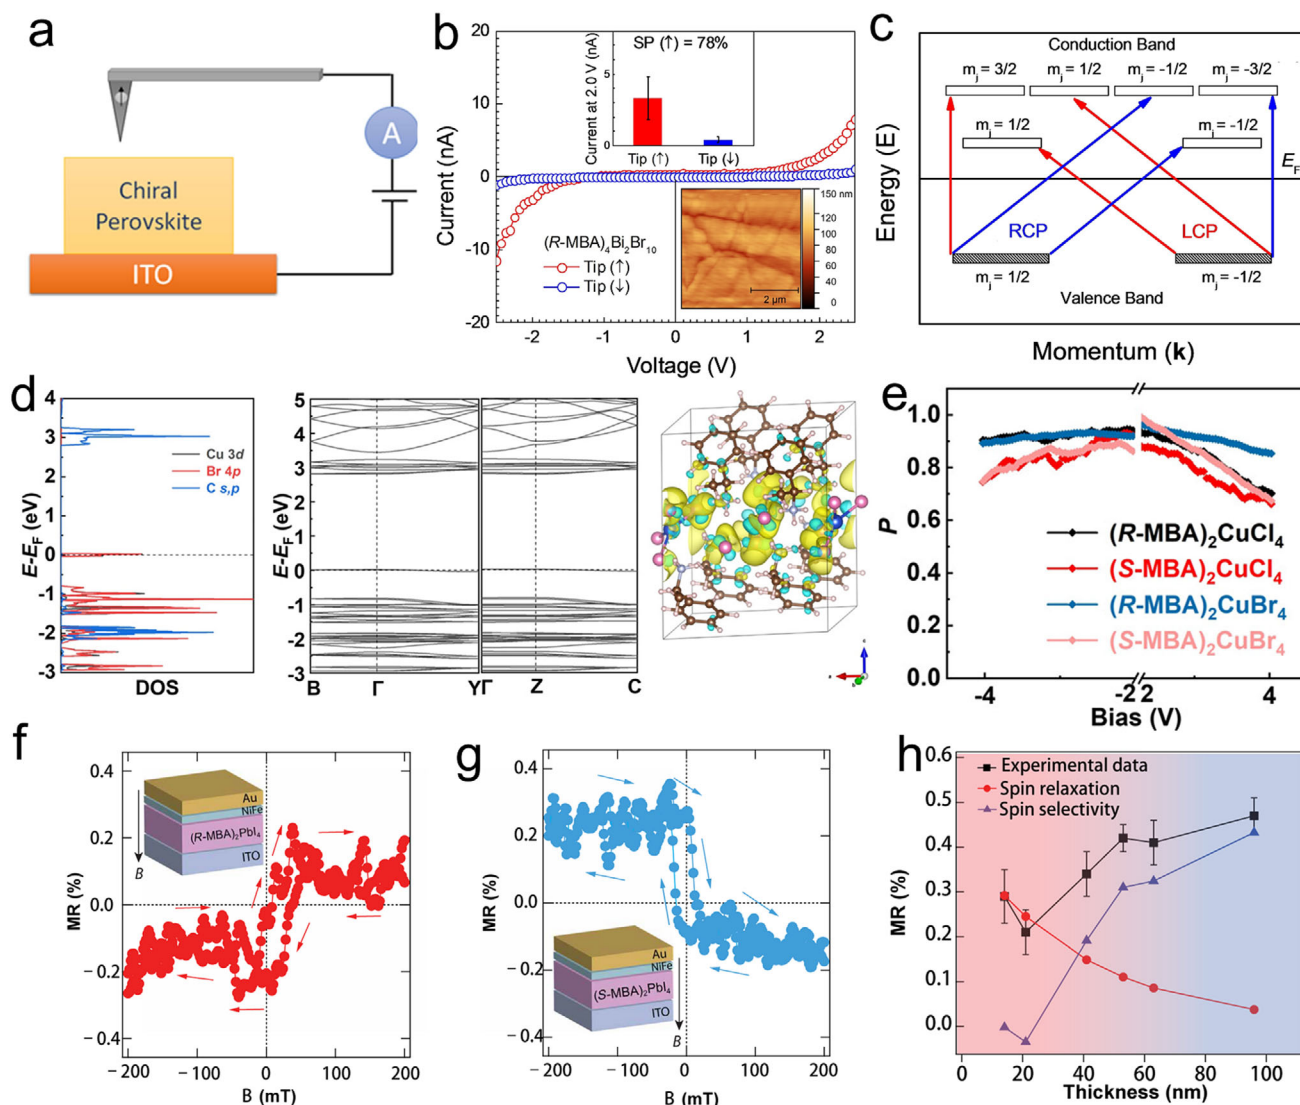 a
A
Chiral
Perovskite
ITO
b
20
10
0
-10
-20
Current (nA)
-2
-1
0
1
2
Voltage (V)
SP (↑) = 78%
Current at 2.0 V (nA)
5
0
Tip (↑)
Tip (↓)
(R-MBA)₄Bi₂Br₁₀
Tip (↑)
Tip (↓)
2 μm
150 nm
120
100
80
60
40
20
0
c
Conduction Band
mj = 3/2
mj = 1/2
mj = -1/2
mj = -3/2
mj = 1/2
mj = -1/2
EF
RCP
LCP
mj = 1/2
mj = -1/2
Valence Band
Energy (E)
Momentum (k)
d
4
3
2
1
0
-1
-2
-3
E-EF (eV)
Cu 3d
Br 4p
C s,p
DOS
5
4
3
2
1
0
-1
-2
-3
E-EF (eV)
B
Γ
Y
Γ
Z
C
e
1.0
0.8
0.6
0.4
0.2
0.0
P
(R-MBA)₂CuCl₄
(S-MBA)₂CuCl₄
(R-MBA)₂CuBr₄
(S-MBA)₂CuBr₄
-4
-2
2
4
Bias (V)
f
0.4
0.2
0.0
−0.2
−0.4
MR (%)
Au
NiFe
(R-MBA)₂PbI₄
ITO
B
−200
−100
0
100
200
B (mT)
g
0.4
0.2
0.0
−0.2
−0.4
MR (%)
Au
NiFe
(S-MBA)₂PbI₄
ITO
B
−200
−100
0
100
200
B (mT)
h
0.6
0.5
0.4
0.3
0.2
0.1
0.0
MR (%)
Experimental data
Spin relaxation
Spin selectivity
0
20
40
60
80
100
Thickness (nm)